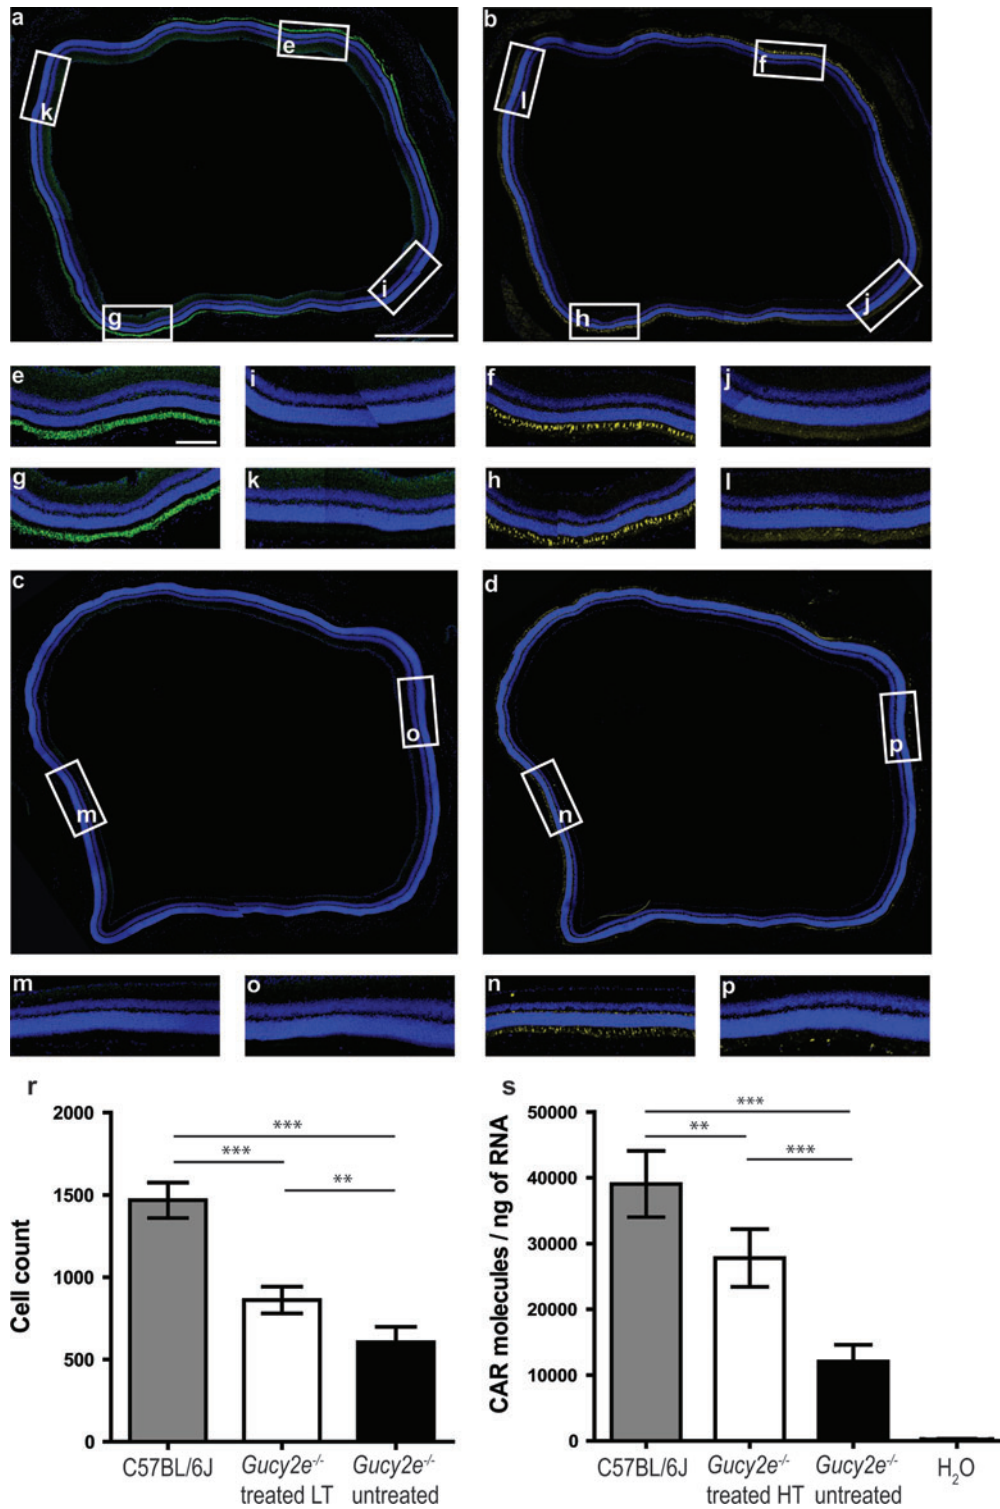 a
b
e
f
k
l
i
j
g
h
e
i
f
j
g
k
h
l
c
d
o
p
m
n
m
o
n
p
r
s
2000
1500
1000
500
0
Cell count
***
***
**
C57BL/6J
Gucy2e-/-
treated LT
Gucy2e-/-
untreated
50000
40000
30000
20000
10000
0
CAR molecules / ng of RNA
***
**
***
C57BL/6J
Gucy2e-/-
treated HT
Gucy2e-/-
untreated
H2O